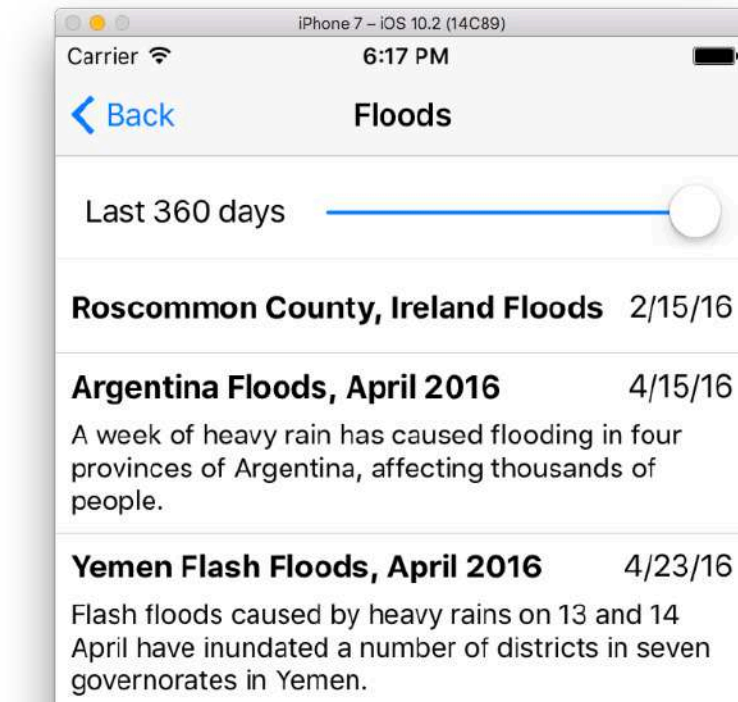 iPhone 7 – iOS 10.2 (14C89)
Carrier 6:17 PM
Back Floods
Last 360 days
Roscommon County, Ireland Floods 2/15/16
Argentina Floods, April 2016 4/15/16
A week of heavy rain has caused flooding in four
provinces of Argentina, affecting thousands of
people.
Yemen Flash Floods, April 2016 4/23/16
Flash floods caused by heavy rains on 13 and 14
April have inundated a number of districts in seven
governorates in Yemen.